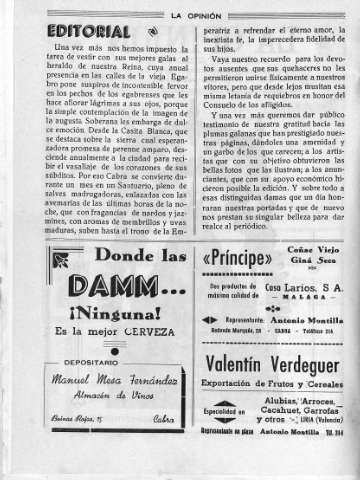 LA OPINIÓN
EDITORIAL
Una vez más nos hemos impuesto la
tarea de vestir con sus mejores galas al
heraldo de nuestra Reina, cuya anual
presencia en las calles de la vieja Ega-
bro pone suspiros de incontenible fervor
en los pechos de los egabrenses que les
hace aflorar lágrimas a sus ojos, porque
la simple contemplación de la imagen de
la augusta Soberana les embarga de dul-
ce emoción. Desde la Casita Blanca, que
se destaca sobre la sierra cual esperan-
zadora promesa de perenne amparo, des-
ciende anualmente a la ciudad para reci-
bir el vasallaje de los corazones de sus
súbditos. Por eso Cabra se convierte du-
rante un mes en un Santuario, pleno de
salves madrugadoras, enlazadas con las
avemarías de las últimas horas de la no-
che, que con fragancias de nardos y jaz-
mines, con aromas de membrillos y uvas
maduras, suben hasta el trono de la Em-
peratriz a refrendar el eterno amor, la
inextinta fe, la imperecedera fidelidad de
sus hijos.
Vaya nuestro recuerdo para los devo-
tos ausentes que sus quehaceres no les
permitieron unirse físicamente a nuestros
vítores, pero que desde lejos musitan esa
misma letanía de requiebros en honor del
Consuelo de los afligidos.
Y una vez más queremos dar público
testimonio de nuestra gratitud hacia las
plumas galanas que han prestigiado nues-
tras páginas, dándoles una amenidad y
un garbo de los que carecen; a los artis-
tas que con su objetivo obtuvieron las
bellas fotos que las ilustran; a los anun-
ciantes que con su apoyo económico hi-
cieron posible la edición. Y sobre todo a
esas distinguidas damas que un día hon-
raron nuestras portadas y que de nuevo
nos prestan su singular belleza para dar
realce al periódico.
Donde las
DAMM...
¡Ninguna!
Es la mejor CERVEZA
DEPOSITARIO
Manuel Mesa Fernández
Almacén de Vinos
Cabra
«Príncipe»
Coñac Viejo
Giná Seco
Dos productos de
máxima calidad de
Casa Larios, S. A.
- MALAGA -
Representante: Antonio Montilla
CABRA
Valentín Verdeguer
Exportación de Frutos y Cereales
Especialidad en
Alubias, Arroces,
Cacahuet, Garrofas
y otros
LIRIA (Valencia)
Representante en plaza Antonio Montilla